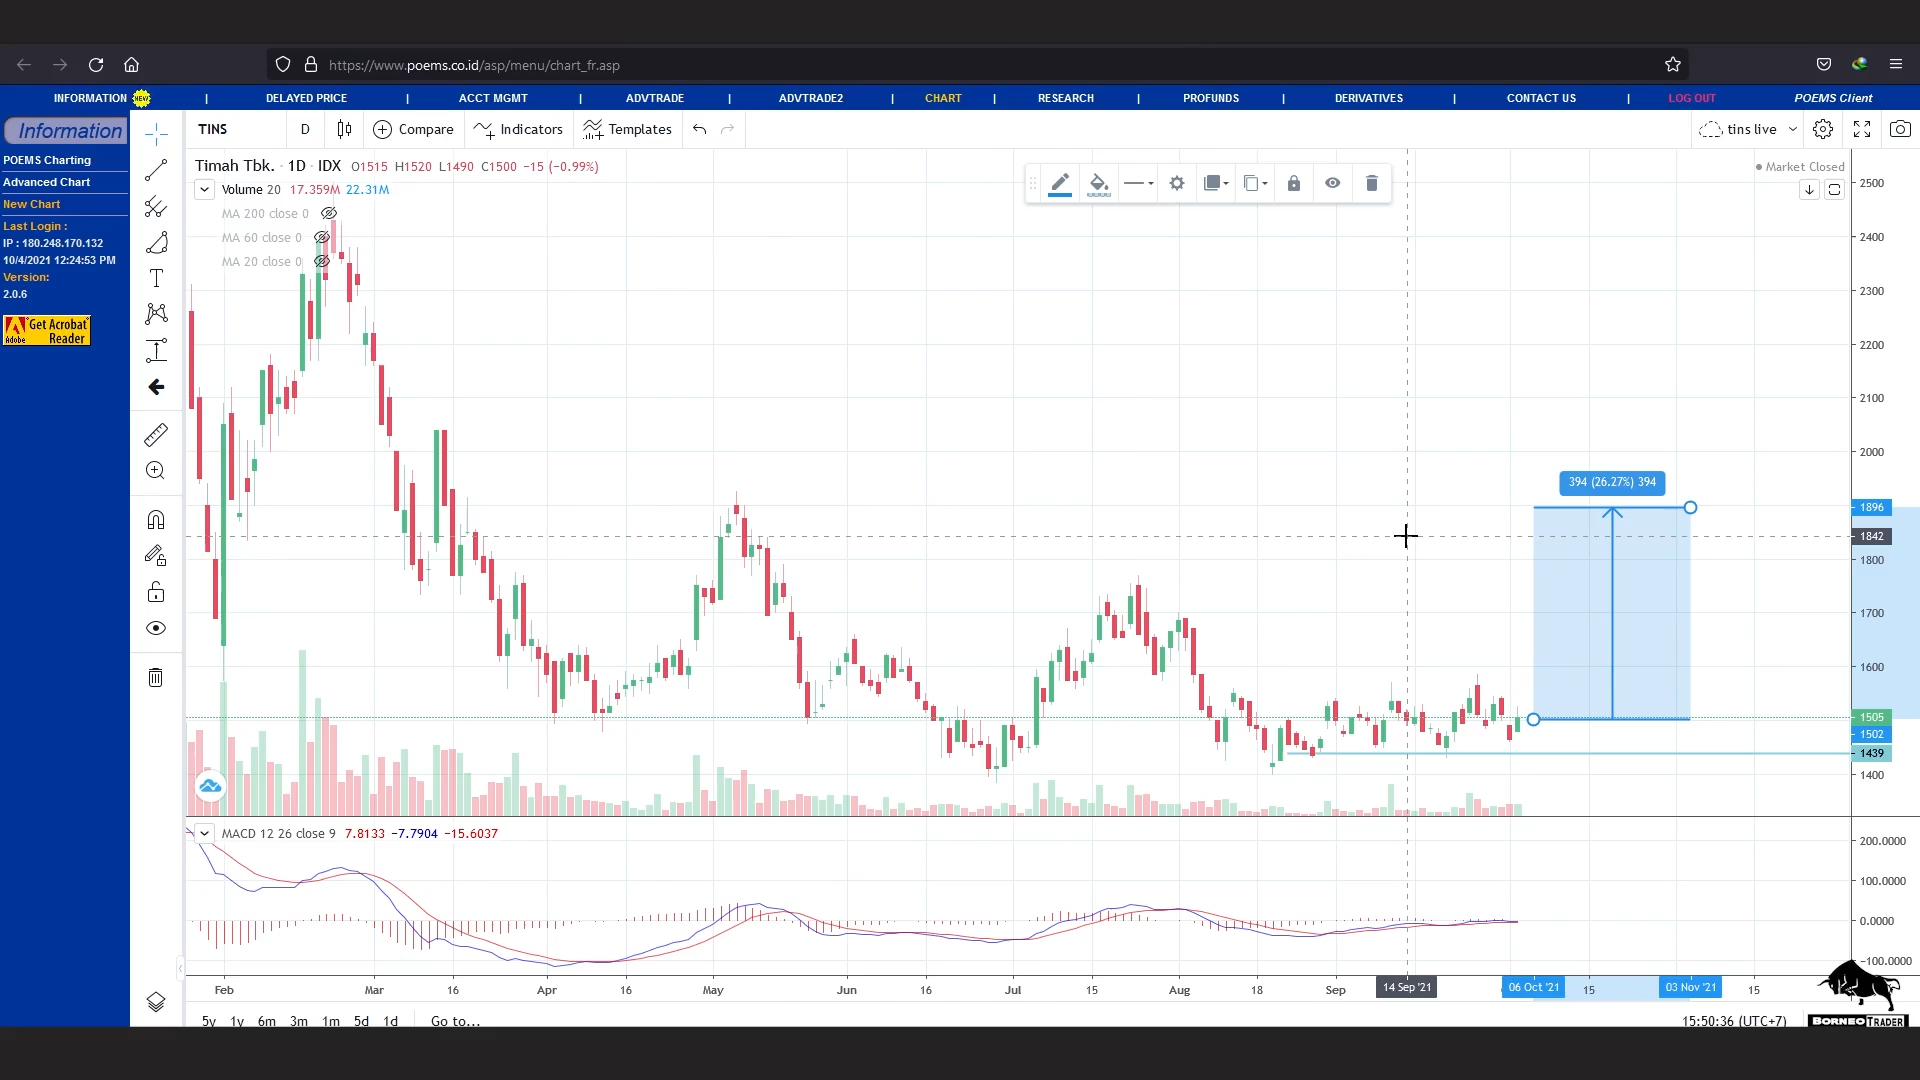 https://www.poems.co.id/asp/menu/chart_fr.asp
INFORMATION NEW | DELAYED PRICE | ACCT MGMT | ADVTRADE | ADVTRADE2 | CHART | RESEARCH | PROFUNDS | DERIVATIVES | CONTACT US | LOG OUT POEMS Client
Information
POEMS Charting
Advanced Chart
New Chart
Last Login :
IP : 180.248.170.132
10/4/2021 12:24:53 PM
Version:
2.0.6
Get Acrobat
Adobe Reader
TINS D Compare Indicators Templates tins live
Timah Tbk. · 1D · IDX O1515 H1520 L1490 C1500 −15 (−0.99%)
Market Closed
Volume 20 17.359M 22.31M
MA 200 close 0
MA 60 close 0
MA 20 close 0
394 (26.27%) 394
2500
2400
2300
2200
2100
2000
1896
1842
1800
1700
1600
1505
1502
1439
1400
MACD 12 26 close 9 7.8133 −7.7904 −15.6037
200.0000
100.0000
0.0000
−100.0000
Feb Mar 16 Apr 16 May Jun 16 Jul 15 Aug 18 Sep 14 Sep '21 06 Oct '21 15 03 Nov '21 15
5y 1y 6m 3m 1m 5d 1d Go to... 15:50:36 (UTC+7)
BORNEO TRADER